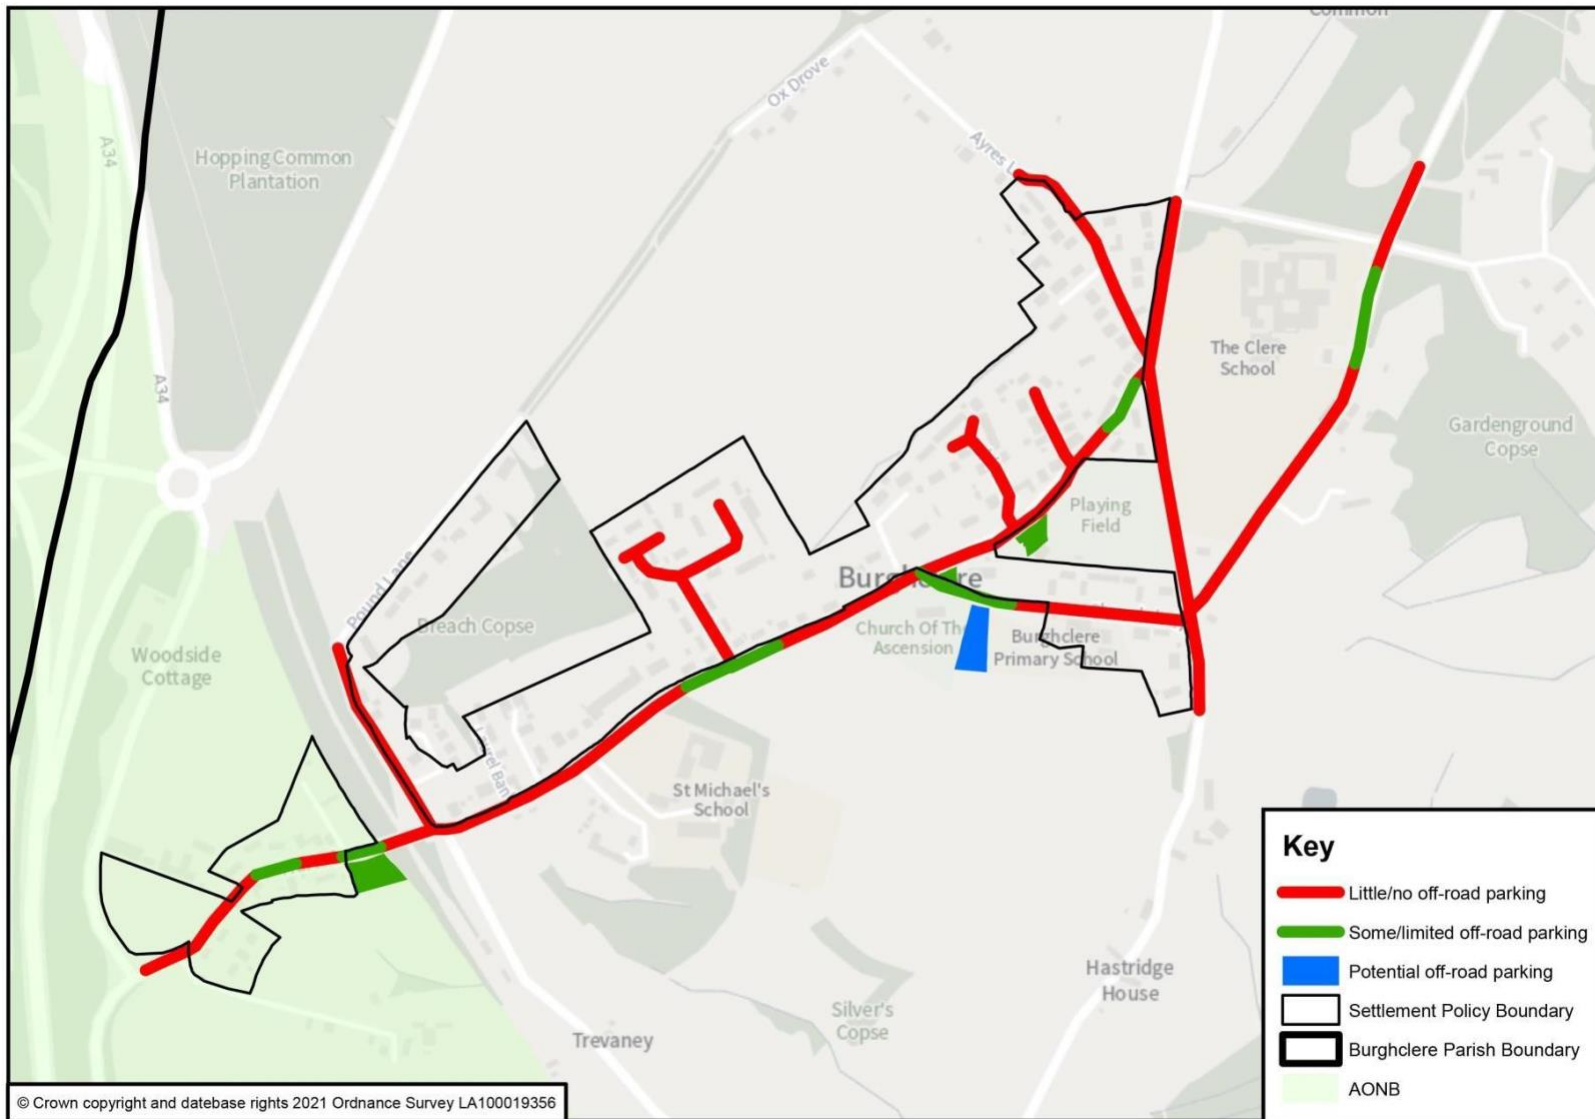 Common
Ox Drove
A34
Hopping Common
Plantation
Ayres L
A34
The Clere
School
Gardenground
Copse
Playing
Field
Pound Lane
Burghclere
Breach Copse
Church Of The
Ascension
Burghclere
Primary School
Woodside
Cottage
Laurel Bank
St Michael's
School
Hastridge
House
Silver's
Copse
Trevaney
Key
Little/no off-road parking
Some/limited off-road parking
Potential off-road parking
Settlement Policy Boundary
Burghclere Parish Boundary
AONB
© Crown copyright and datebase rights 2021 Ordnance Survey LA100019356